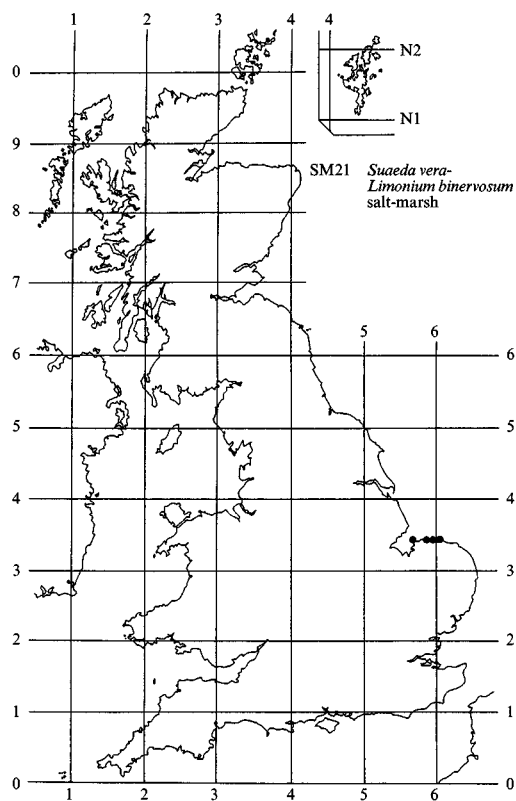 1 2 3 4 4
0 N2
N1
9
SM21 Suaeda vera-
Limonium binervosum
salt-marsh
8
7
5 6
6 6
5 5
4 4
3 3
2 2
1 1
0 0
1 2 3 4 5 6